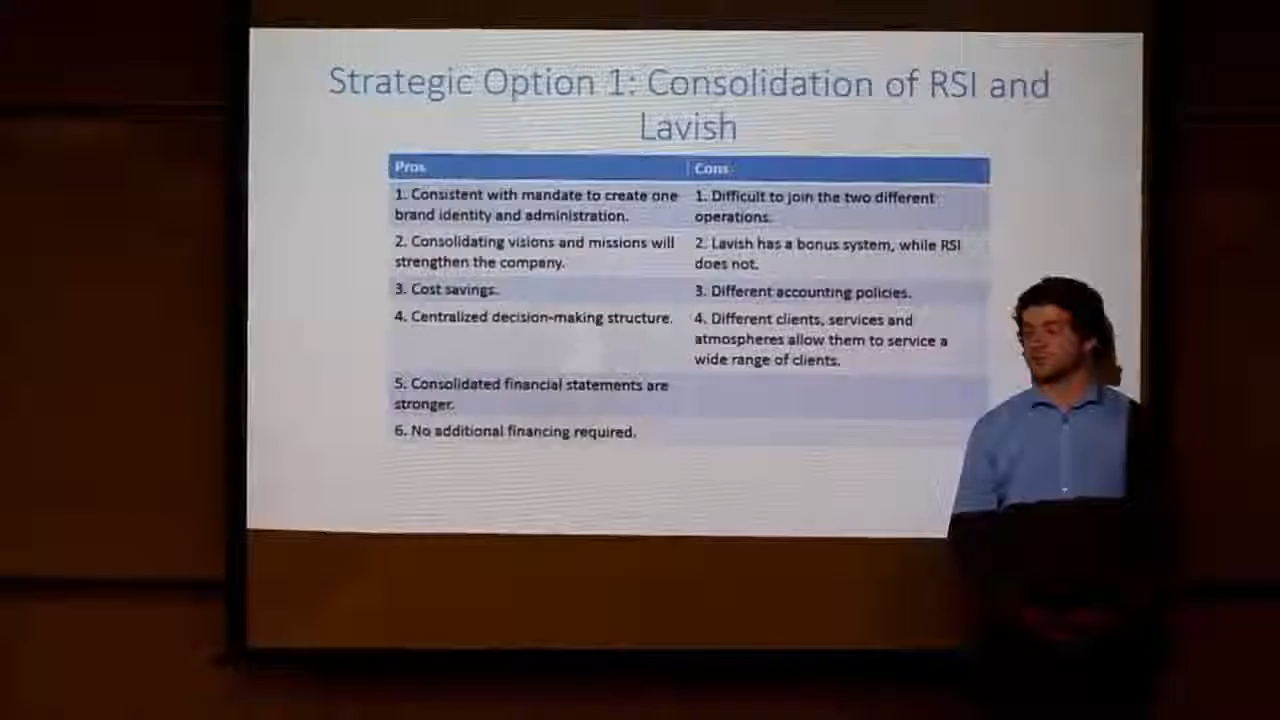 Strategic Option 1: Consolidation of RSI and
Lavish
Pros
Cons
1. Consistent with mandate to create one
brand identity and administration.
1. Difficult to join the two different
operations.
2. Consolidating visions and missions will
strengthen the company.
2. Lavish has a bonus system, while RSI
does not.
3. Cost savings.
3. Different accounting policies.
4. Centralized decision-making structure.
4. Different clients, services and
atmospheres allow them to service a
wide range of clients.
5. Consolidated financial statements are
stronger.
6. No additional financing required.